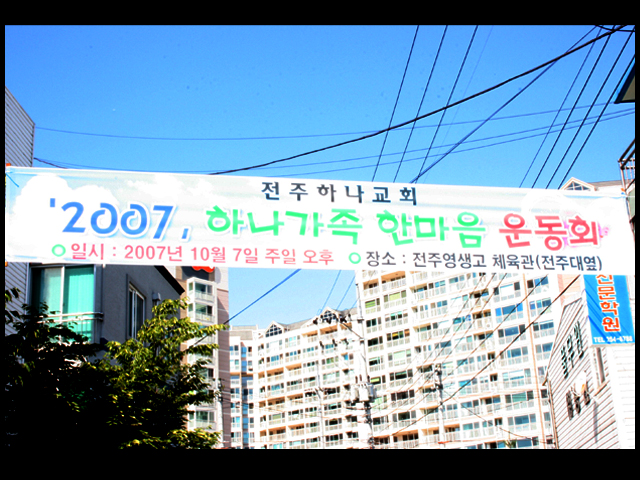 전주하나교회
'2007, 하나가족 한마음 운동회
일시 : 2007년 10월 7일 주일 오후 장소 : 전주영생고 체육관(전주대옆)
문학원